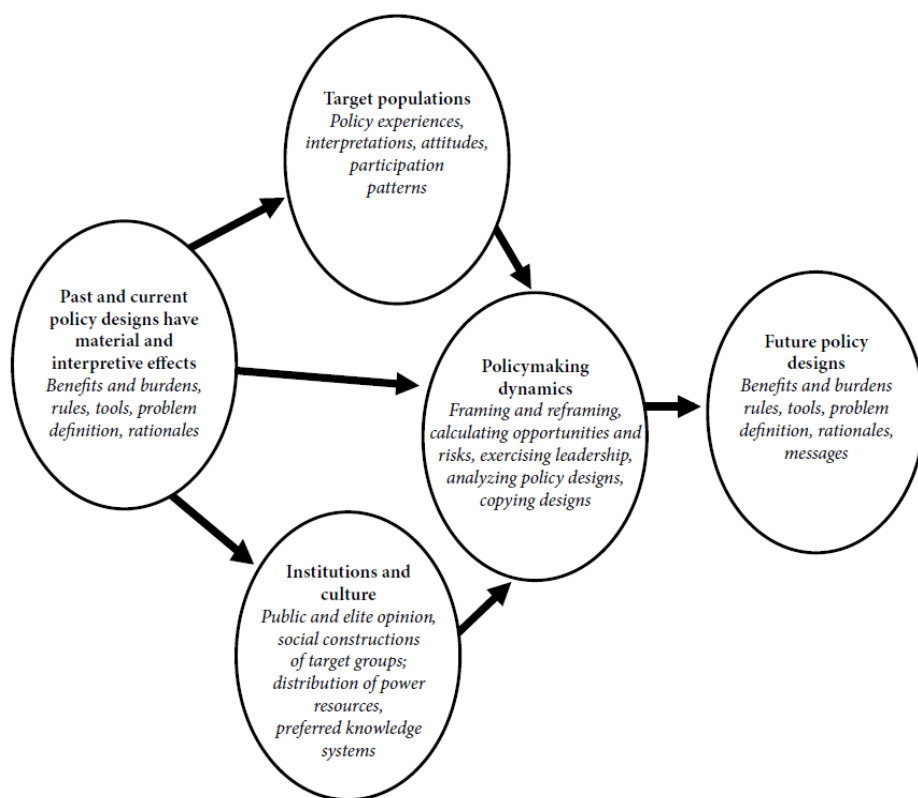 Target populations
Policy experiences,
interpretations, attitudes,
participation
patterns
Past and current
policy designs have
material and
interpretive effects
Benefits and burdens,
rules, tools, problem
definition, rationales
Policymaking
dynamics
Framing and reframing,
calculating opportunities and
risks, exercising leadership,
analyzing policy designs,
copying designs
Future policy
designs
Benefits and burdens
rules, tools, problem
definition, rationales,
messages
Institutions and
culture
Public and elite opinion,
social constructions
of target groups;
distribution of power
resources,
preferred knowledge
systems